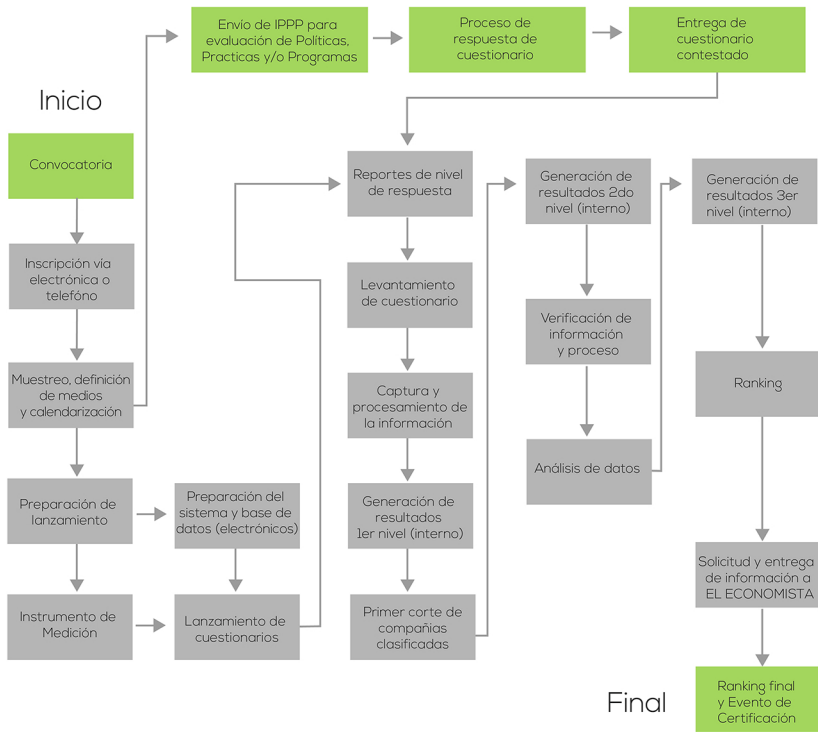 Envio de IPPP para
evaluación de Políticas,
Practicas y/o Programas
Proceso de
respuesta de
cuestionario
Entrega de
cuestionario
contestado
Inicio
Convocatoria
Inscripción vía
electrónica o
telefóno
Muestreo, definición
de medios
y calendarización
Preparación de
lanzamiento
Preparación del
sistema y base de
datos (electrónicos)
Instrumento de
Medición
Lanzamiento de
cuestionarios
Reportes de nivel
de respuesta
Levantamiento
de cuestionario
Captura y
procesamiento de
la información
Generación de
resultados
1er nivel (interno)
Primer corte de
compañias
clasificadas
Generación de
resultados 2do
nivel (interno)
Verificación de
información
y proceso
Análisis de datos
Generación de
resultados 3er
nivel (interno)
Ranking
Solicitud y entrega
de información a
EL ECONOMISTA
Final
Ranking final
y Evento de
Certificación